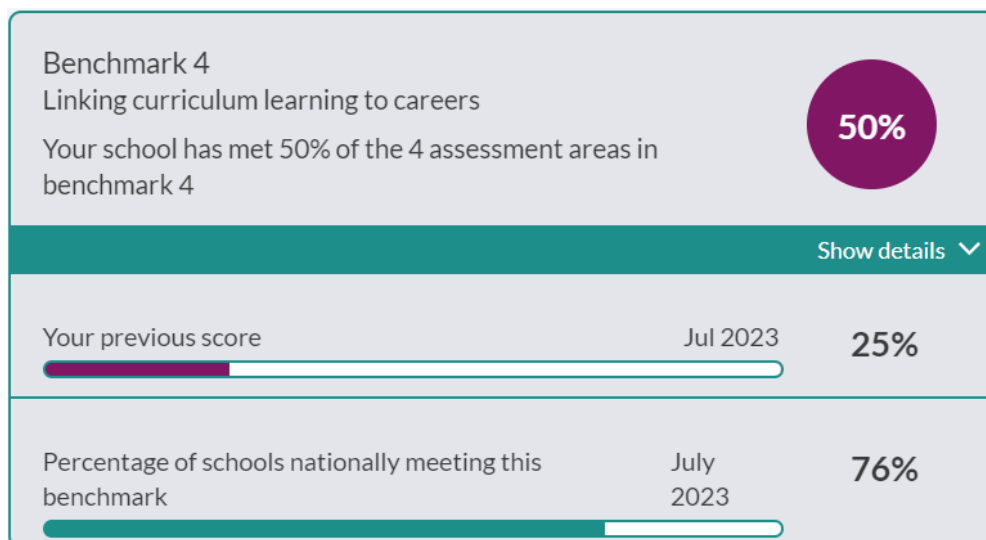 Benchmark 4
Linking curriculum learning to careers
Your school has met 50% of the 4 assessment areas in
benchmark 4
50%
Show details
Your previous score Jul 2023 25%
Percentage of schools nationally meeting this July 76%
benchmark 2023